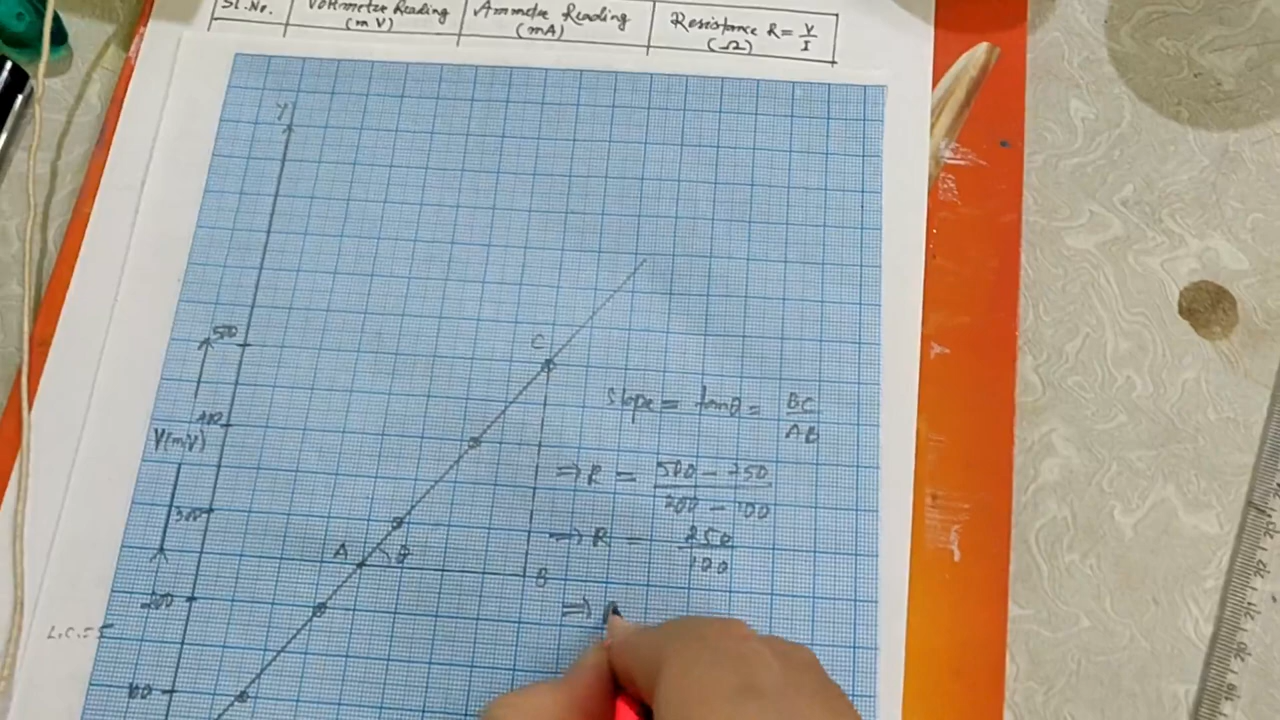 Sl.No. Voltmeter Reading (mV) Ammeter Reading (mA) Resistance R = V/I (Ω)
Y
500
C
400
Slope = tanθ = BC/AB
V(mV)
⇒ R = 500 - 250 / 200 - 100
300
⇒ R = 250/100
A θ B
200
⇒
100